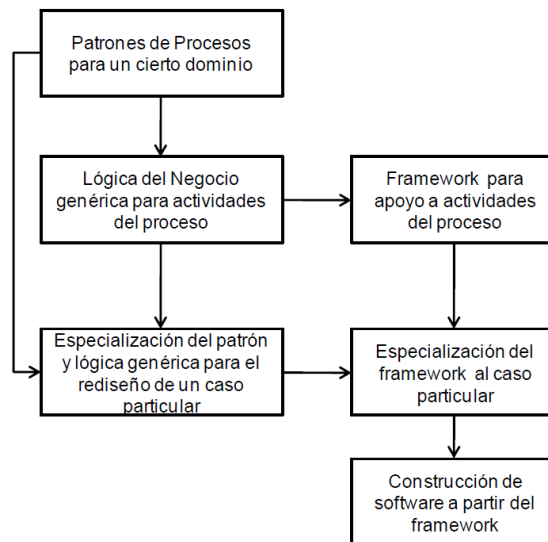 Patrones de Procesos
para un cierto dominio
Lógica del Negocio
genérica para actividades
del proceso
Framework para
apoyo a actividades
del proceso
Especialización del patrón
y lógica genérica para el
rediseño de un caso
particular
Especialización del
framework al caso
particular
Construcción de
software a partir del
framework